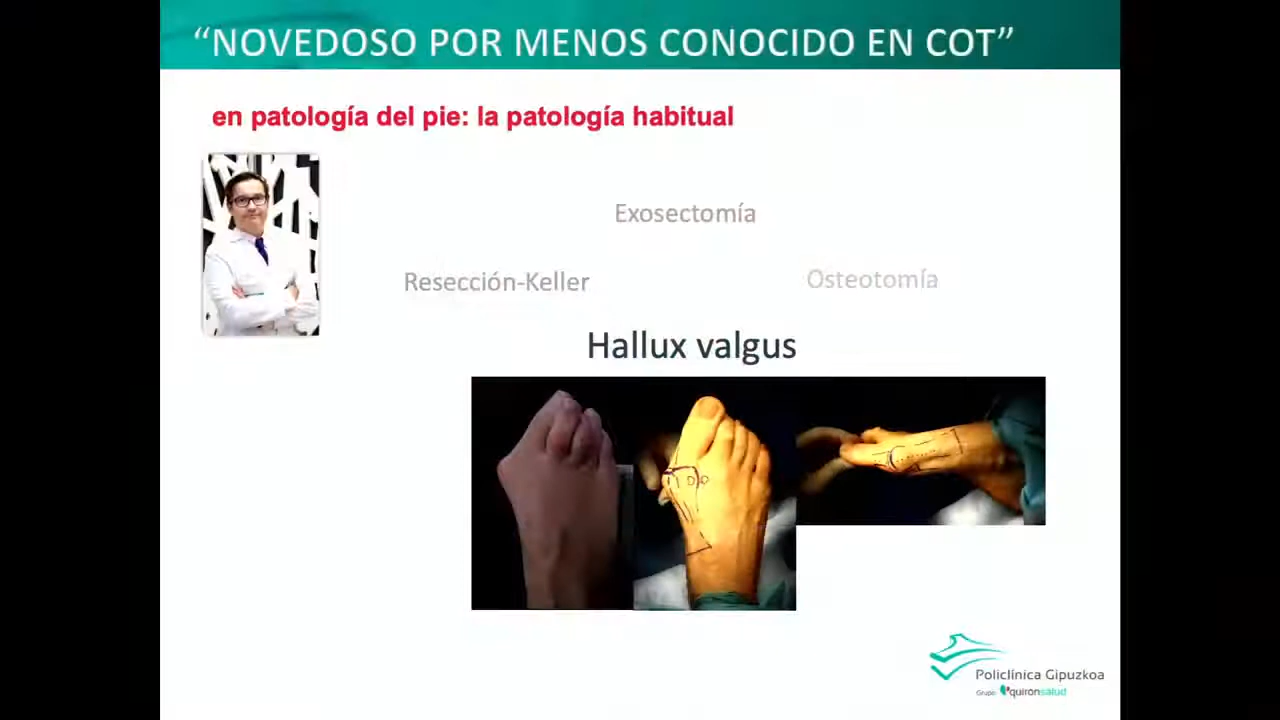 “NOVEDOSO POR MENOS CONOCIDO EN COT”
en patología del pie: la patología habitual
Exosectomía
Resección-Keller
Osteotomía
Hallux valgus
Policlínica Gipuzkoa
Grupo quironsalud